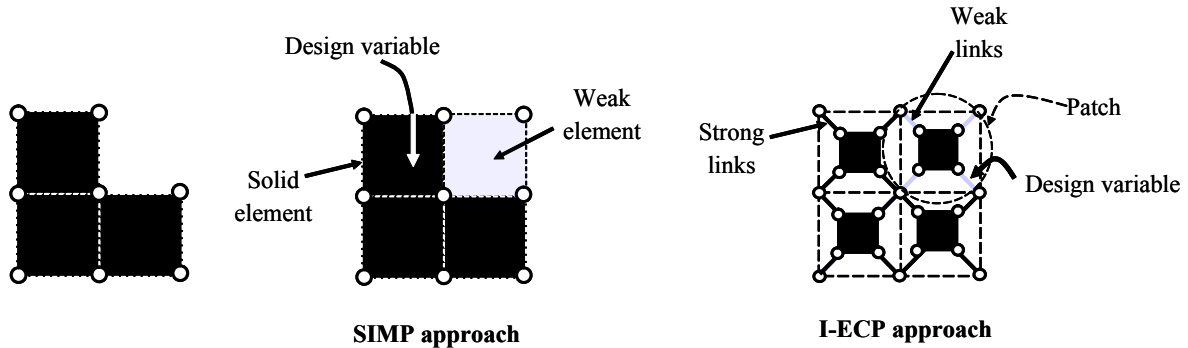 Design variable
Weak
element
Solid
element
SIMP approach
Weak
links
Patch
Strong
links
Design variable
I-ECP approach